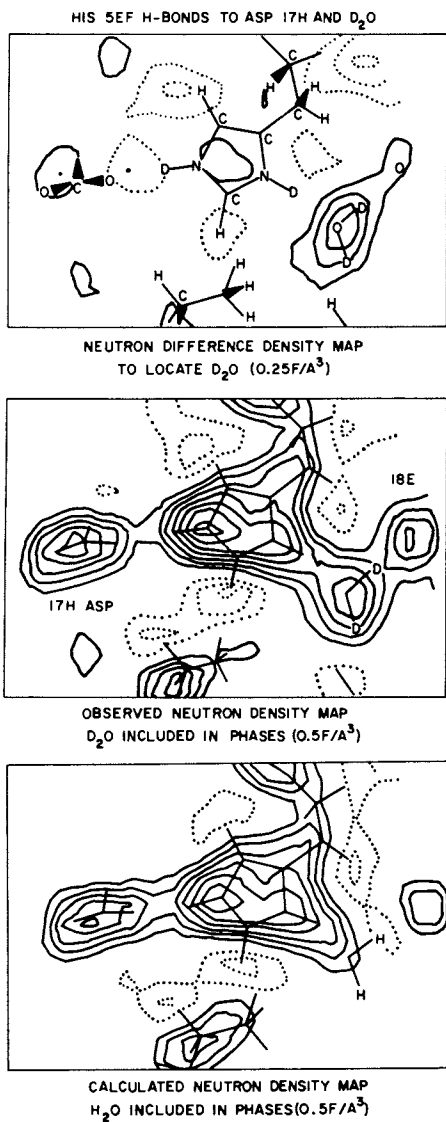 HIS 5EF H-BONDS TO ASP 17H AND D₂O
C
H
H
C
H
H
C
C
O
O
C
O
D
N
N
D
C
H
O
D
O
D
H
H
H
C
C
H
H
NEUTRON DIFFERENCE DENSITY MAP
TO LOCATE D₂O (0.25F/A³)
18E
17H ASP
D
D
OBSERVED NEUTRON DENSITY MAP
D₂O INCLUDED IN PHASES (0.5F/A³)
H
H
CALCULATED NEUTRON DENSITY MAP
H₂O INCLUDED IN PHASES(0.5F/A³)